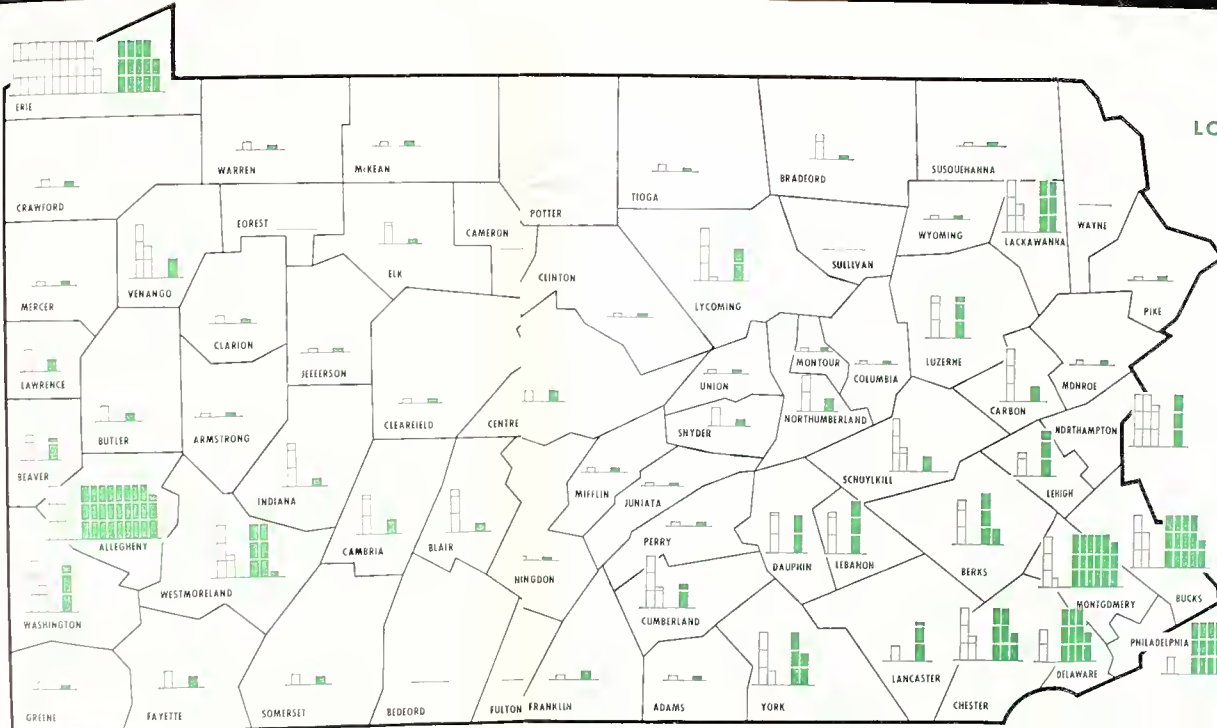 LO
ERIE
WARREN
McKEAN
SUSQUEHANNA
BRADFORD
TIOGA
CRAWFORD
POTTER
FOREST
CAMERON
WYOMING
LACKAWANNA
WAYNE
SULLIVAN
ELK
CLINTON
VENANGO
MERCER
LYCOMING
PIKE
CLARION
JEFFERSON
MONTOUR
LUZERNE
COLUMBIA
UNION
MONROE
LAWRENCE
CARBON
BUTLER
ARMSTRONG
CLEARFIELD
CENTRE
NORTHUMBERLAND
SNYDER
NORTHAMPTON
BEAVER
INDIANA
MIFFLIN
SCHUYLKILL
LEHIGH
JUNIATA
ALLEGHENY
CAMBRIA
BLAIR
PERRY
DAUPHIN
LEBANON
BERKS
NINGDON
WESTMORELAND
MONTGOMERY
BUCKS
WASHINGTON
CUMBERLAND
PHILADELPHIA
LANCASTER
DELAWARE
GREENE
FAYETTE
SOMERSET
BEDFORD
FULTON
FRANKLIN
ADAMS
YORK
CHESTER